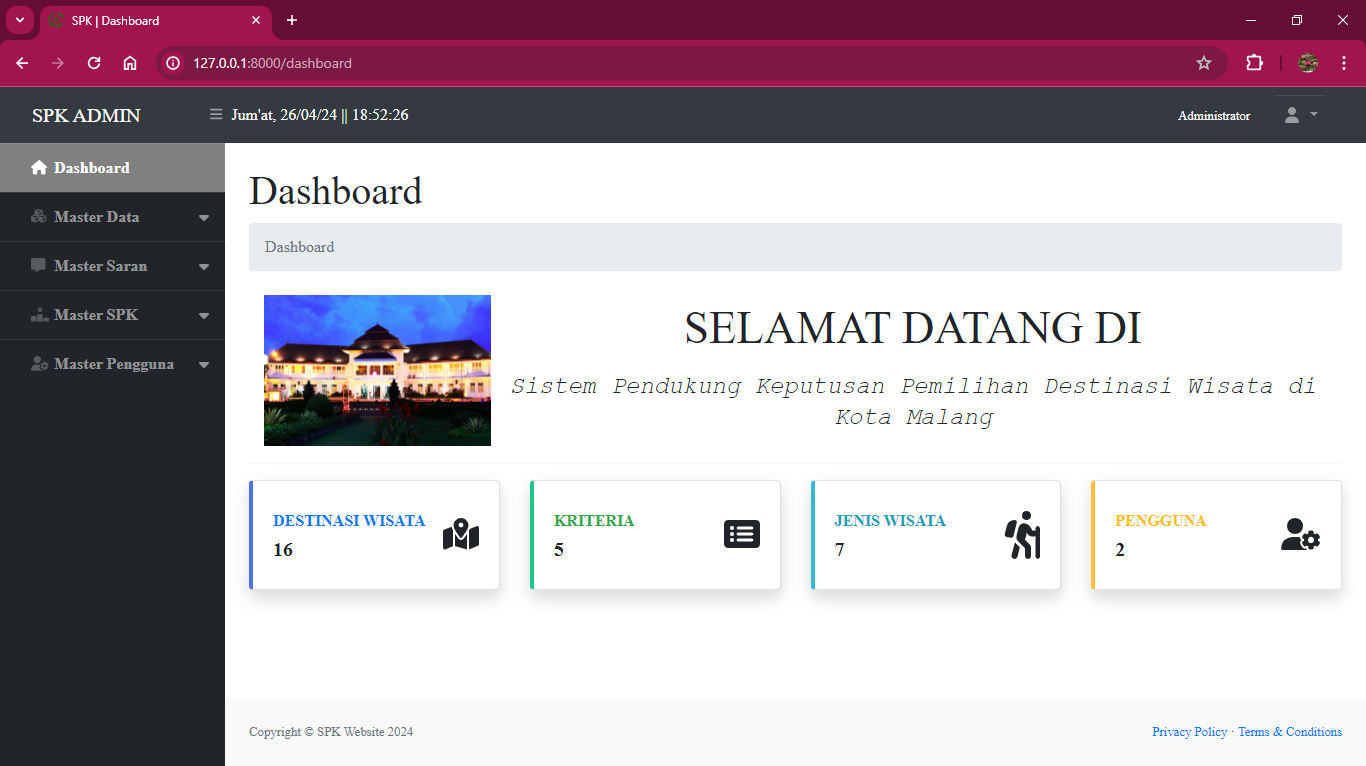 SPK | Dashboard
127.0.0.1:8000/dashboard
SPK ADMIN
Jum'at, 26/04/24 || 18:52:26
Administrator
Dashboard
Master Data
Master Saran
Master SPK
Master Pengguna
Dashboard
Dashboard
SELAMAT DATANG DI
Sistem Pendukung Keputusan Pemilihan Destinasi Wisata di
Kota Malang
DESTINASI WISATA
16
KRITERIA
5
JENIS WISATA
7
PENGGUNA
2
Copyright © SPK Website 2024
Privacy Policy · Terms & Conditions